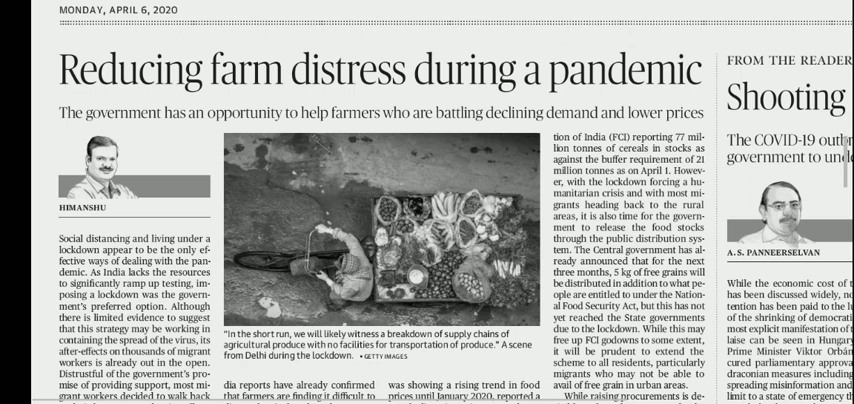 MONDAY, APRIL 6, 2020
Reducing farm distress during a pandemic
The government has an opportunity to help farmers who are battling declining demand and lower prices
HIMANSHU
Social distancing and living under a
lockdown appear to be the only ef-
fective ways of dealing with the pan-
demic. As India lacks the resources
to significantly ramp up testing, im-
posing a lockdown was the govern-
ment's preferred option. Although
there is limited evidence to suggest
that this strategy may be working in
containing the spread of the virus, its
after-effects on thousands of migrant
workers is already out in the open.
Distrustful of the government's pro-
mise of providing support, most mi-
grant workers decided to walk back
"In the short run, we will likely witness a breakdown of supply chains of
agricultural produce with no facilities for transportation of produce." A scene
from Delhi during the lockdown. • GETTY IMAGES
dia reports have already confirmed
that farmers are finding it difficult to
was showing a rising trend in food
prices until January 2020, reported a
tion of India (FCI) reporting 77 mil-
lion tonnes of cereals in stocks as
against the buffer requirement of 21
million tonnes as on April 1. Howev-
er, with the lockdown forcing a hu-
manitarian crisis and with most mi-
grants heading back to the rural
areas, it is also time for the govern-
ment to release the food stocks
through the public distribution sys-
tem. The Central government has al-
ready announced that for the next
three months, 5 kg of free grains will
be distributed in addition to what pe-
ople are entitled to under the Nation-
al Food Security Act, but this has not
yet reached the State governments
due to the lockdown. While this may
free up FCI godowns to some extent,
it will be prudent to extend the
scheme to all residents, particularly
migrants who may not be able to
avail of free grain in urban areas.
While raising procurements is de-
FROM THE READER
Shooting
The COVID-19
government to
A. S. PANNEERSELVAN
While the economic cost of t
has been discussed widely, no
tention has been paid to the
of the shrinking of democrati
most explicit manifestation of t
laise can be seen in Hungary
Prime Minister Viktor Orbán
cured parliamentary approva
draconian measures including
spreading misinformation and
limit to a state of emergency t